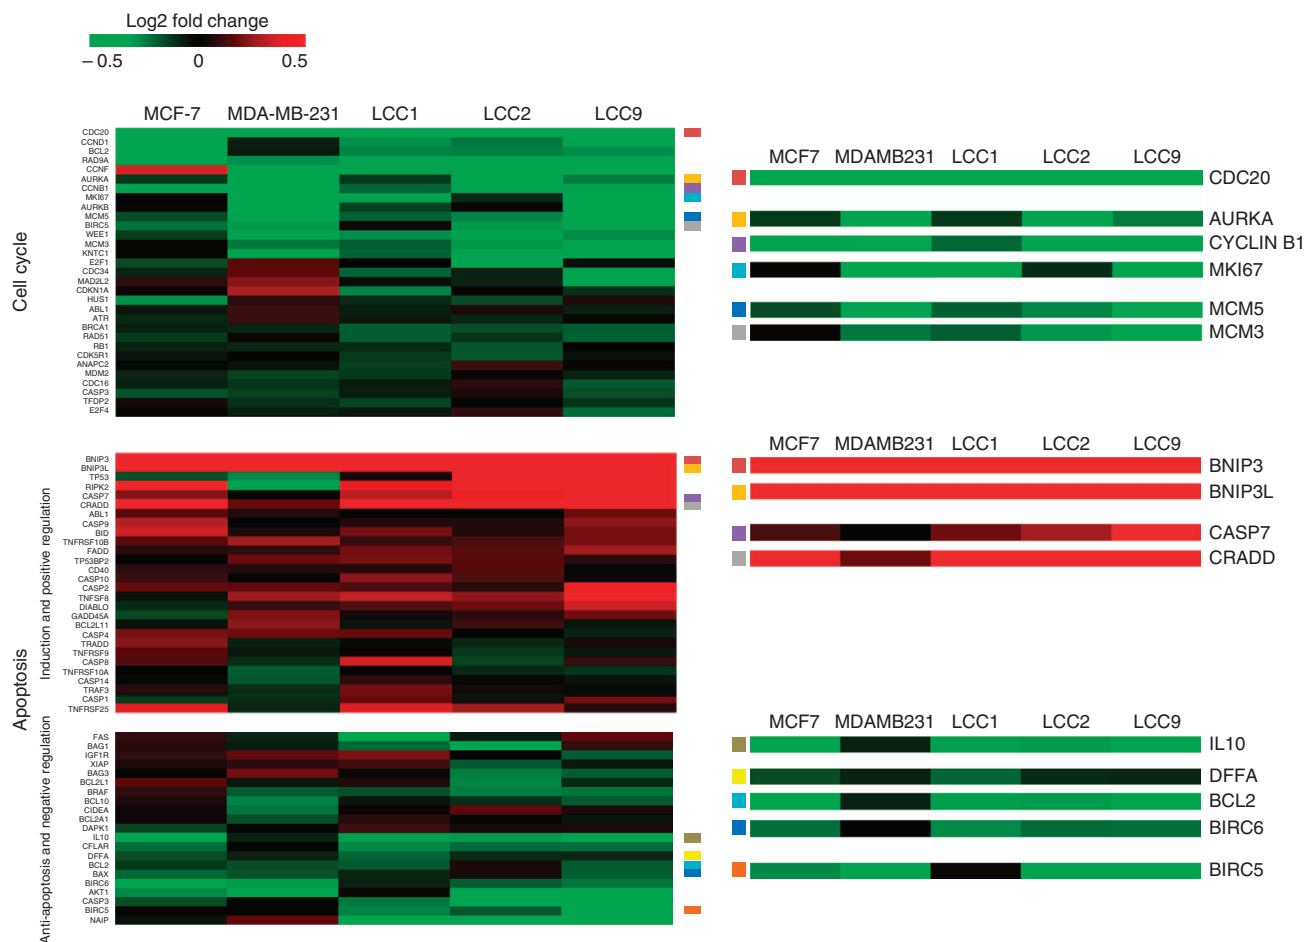 Log2 fold change
– 0.5 0 0.5
Cell cycle
MCF-7 MDA-MB-231 LCC1 LCC2 LCC9
CDC20
CCND1
BCL2
RAD9A
CCNF
AURKA
CCNB1
MKI67
AURKB
MCM5
BIRC5
WEE1
MCM3
KNTC1
E2F1
CDC34
MAD2L2
CDKN1A
HUS1
ABL1
ATR
BRCA1
RAD51
RB1
CDK5R1
ANAPC2
MDM2
CDC16
CASP3
TFDP2
E2F4
MCF7 MDAMB231 LCC1 LCC2 LCC9
CDC20
AURKA
CYCLIN B1
MKI67
MCM5
MCM3
Apoptosis
Induction and positive regulation
BNIP3
BNIP3L
TP53
RIPK2
CASP7
CRADD
ABL1
CASP9
BID
TNFRSF10B
FADD
TP53BP2
CD40
CASP10
CASP2
TNFSF8
DIABLO
GADD45A
BCL2L11
CASP4
TRADD
TNFRSF9
CASP8
TNFRSF10A
CASP14
TRAF3
CASP1
TNFRSF25
MCF7 MDAMB231 LCC1 LCC2 LCC9
BNIP3
BNIP3L
CASP7
CRADD
Anti-apoptosis and negative regulation
FAS
BAG1
IGF1R
XIAP
BAG3
BCL2L1
BRAF
BCL10
CIDEA
BCL2A1
DAPK1
IL10
CFLAR
DFFA
BCL2
BAX
BIRC6
AKT1
CASP3
BIRC5
NAIP
MCF7 MDAMB231 LCC1 LCC2 LCC9
IL10
DFFA
BCL2
BIRC6
BIRC5